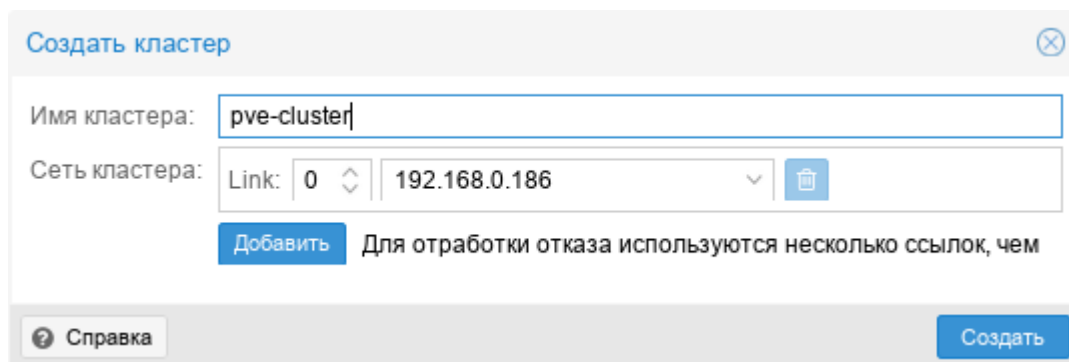 Создать кластер
Имя кластера: pve-cluster
Сеть кластера: Link: 0 192.168.0.186
Добавить Для отработки отказа используются несколько ссылок, чем
Справка Создать